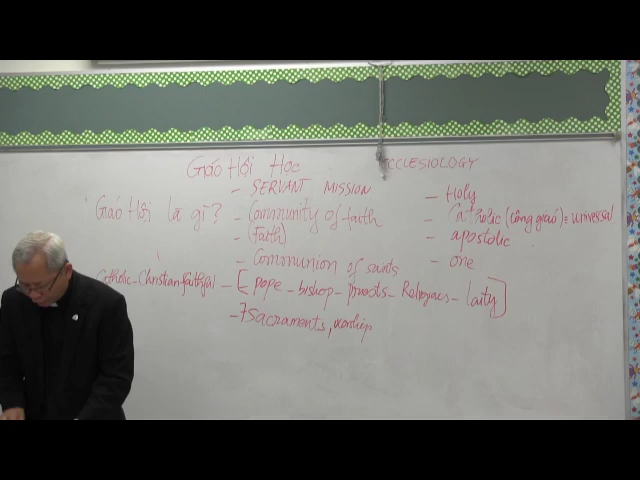 Giáo Hội Học ECCLESIOLOGY
- SERVANT MISSION
Giáo Hội là gì? - Community of faith
- (Faith)
- Communion of saints
- Holy
- Catholic (công giáo) = universal
- apostolic
- one
Catholic - Christian faithful - [ pope - bishop - priests - Religious - laity ]
- 7 Sacraments, worship